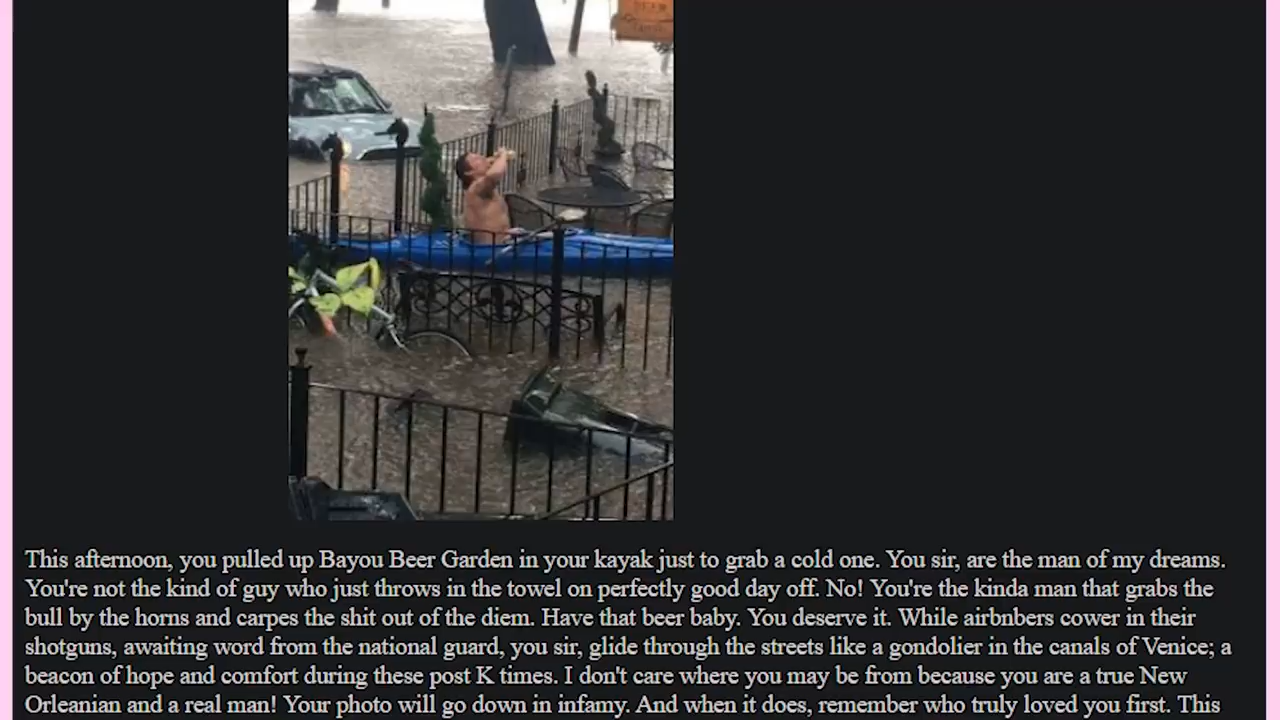 This afternoon, you pulled up Bayou Beer Garden in your kayak just to grab a cold one. You sir, are the man of my dreams.
You're not the kind of guy who just throws in the towel on perfectly good day off. No! You're the kinda man that grabs the
bull by the horns and carpes the shit out of the diem. Have that beer baby. You deserve it. While airbnbers cower in their
shotguns, awaiting word from the national guard, you sir, glide through the streets like a gondolier in the canals of Venice; a
beacon of hope and comfort during these post K times. I don't care where you may be from because you are a true New
Orleanian and a real man! Your photo will go down in infamy. And when it does, remember who truly loved you first. This